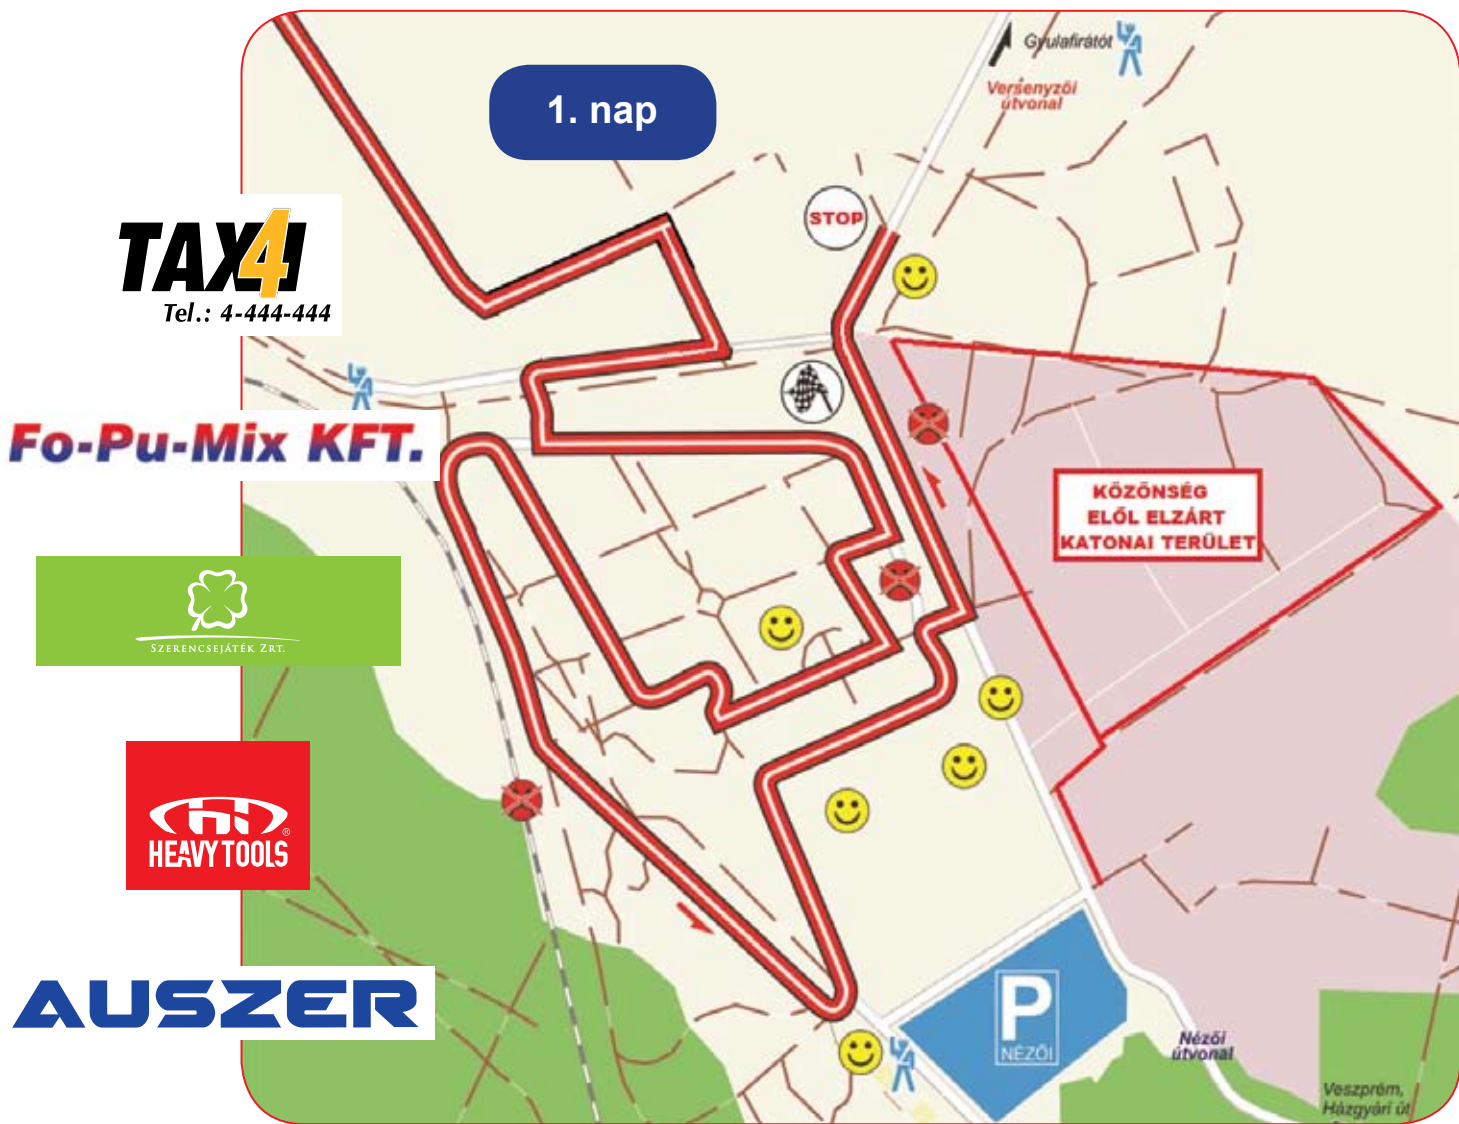 1. nap
Gyulafirátót
Versenyzői
útvonal
STOP
TAX4I
Tel.: 4-444-444
Fo-Pu-Mix KFT.
KÖZÖNSÉG
ELŐL ELZÁRT
KATONAI TERÜLET
SZERENCSEJÁTÉK ZRT.
HEAVY TOOLS®
AUSZER
P
NÉZŐI
Nézői
útvonal
Veszprém,
Házgyári út